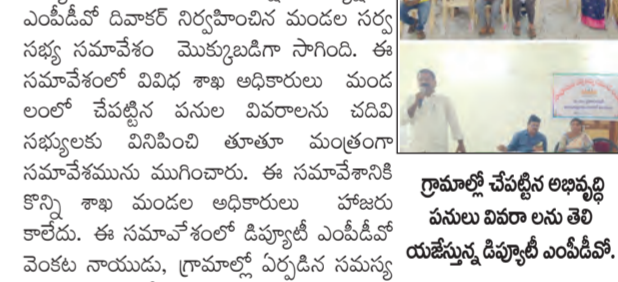 ఎంపీడీవో దివాకర్ నిర్వహించిన మండల సర్వ
సభ్య సమావేశం మొక్కుబడిగా సాగింది. ఈ
సమావేశంలో వివిధ శాఖ అధికారులు మండ
లంలో చేపట్టిన పనుల వివరాలను చదివి
సభ్యులకు వినిపించి తూతూ మంత్రంగా
సమావేశమును ముగించారు. ఈ సమావేశానికి
కొన్ని శాఖ మండల అధికారులు హాజరు
కాలేదు. ఈ సమావేశంలో డిప్యూటీ ఎంపీడీవో
వెంకట నాయుడు, గ్రామాల్లో ఏర్పడిన సమస్య
గ్రామాల్లో చేపట్టిన అభివృద్ధి
పనులు వివరా లను తెలి
యజేస్తున్న డిప్యూటీ ఎంపీడీవో.